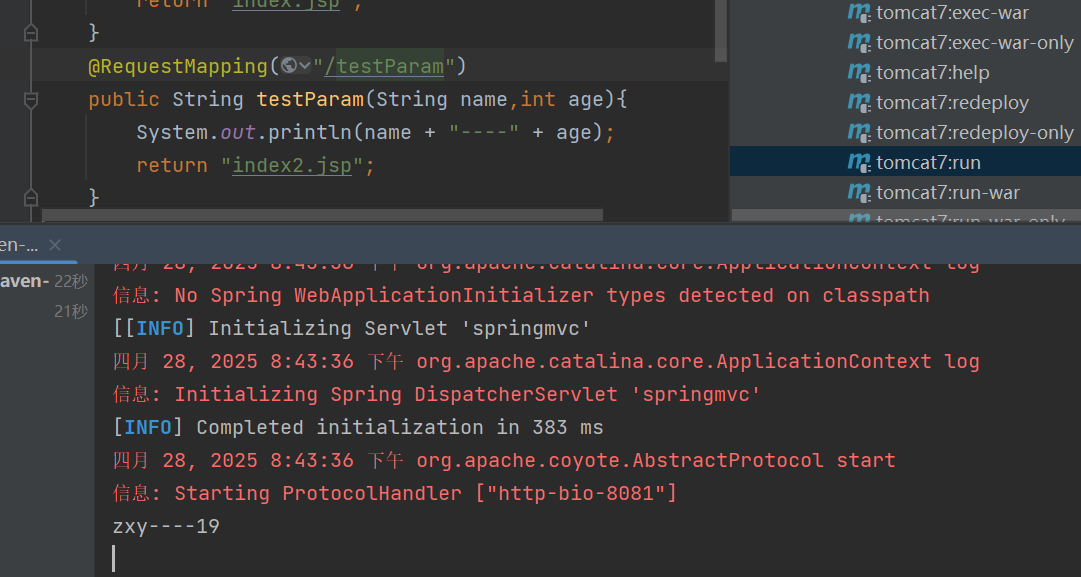 return "index.jsp";
}
@RequestMapping("/testParam")
public String testParam(String name,int age){
System.out.println(name + "----" + age);
return "index2.jsp";
}
tomcat7:exec-war
tomcat7:exec-war-only
tomcat7:help
tomcat7:redeploy
tomcat7:redeploy-only
tomcat7:run
tomcat7:run-war
tomcat7:run-war-only
en-...
aven- 22秒
21秒
四月 28, 2025 8:43:36 下午 org.apache.catalina.core.ApplicationContext log
信息: No Spring WebApplicationInitializer types detected on classpath
[[INFO] Initializing Servlet 'springmvc'
四月 28, 2025 8:43:36 下午 org.apache.catalina.core.ApplicationContext log
信息: Initializing Spring DispatcherServlet 'springmvc'
[INFO] Completed initialization in 383 ms
四月 28, 2025 8:43:36 下午 org.apache.coyote.AbstractProtocol start
信息: Starting ProtocolHandler ["http-bio-8081"]
zxy----19